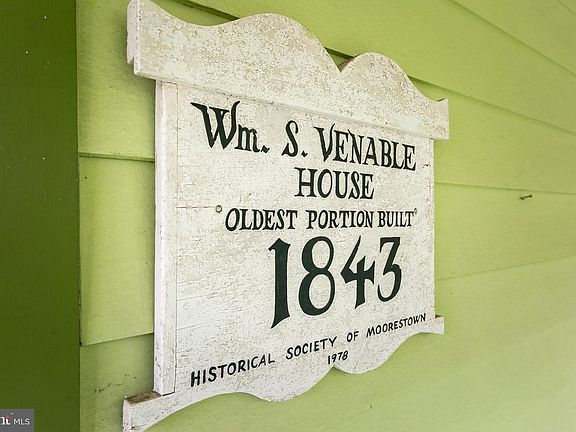 Wm. S. VENABLE
HOUSE
"OLDEST PORTION BUILT"
1843
HISTORICAL SOCIETY OF MOORESTOWN
1978
MLS